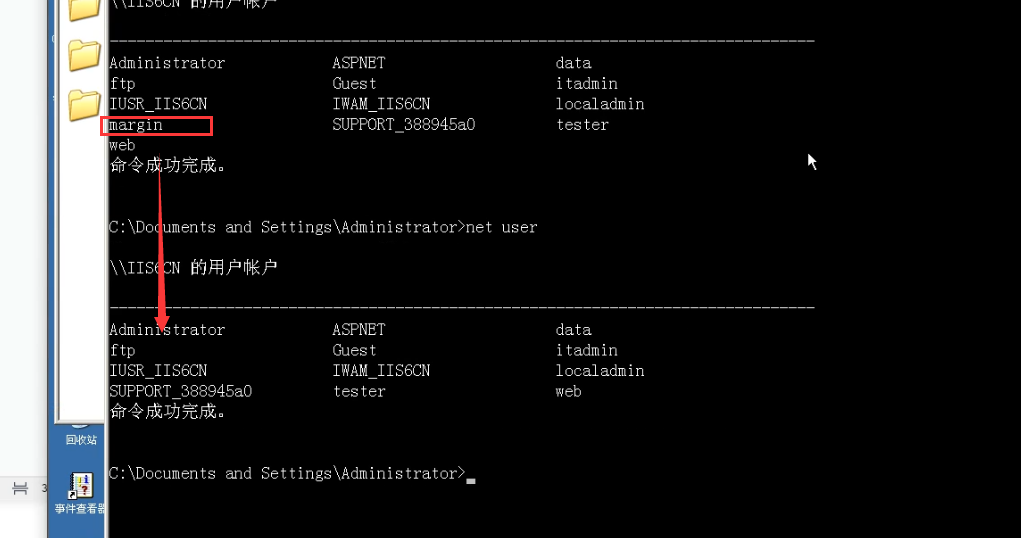 \\IIS6CN 的用户帐户
-------------------------------------------------------------------------------
Administrator ASPNET data
ftp Guest itadmin
IUSR_IIS6CN IWAM_IIS6CN localadmin
margin SUPPORT_388945a0 tester
web
命令成功完成。
C:\Documents and Settings\Administrator>net user
\\IIS6CN 的用户帐户
-------------------------------------------------------------------------------
Administrator ASPNET data
ftp Guest itadmin
IUSR_IIS6CN IWAM_IIS6CN localadmin
SUPPORT_388945a0 tester web
命令成功完成。
C:\Documents and Settings\Administrator>_
回收站
事件查看器
3